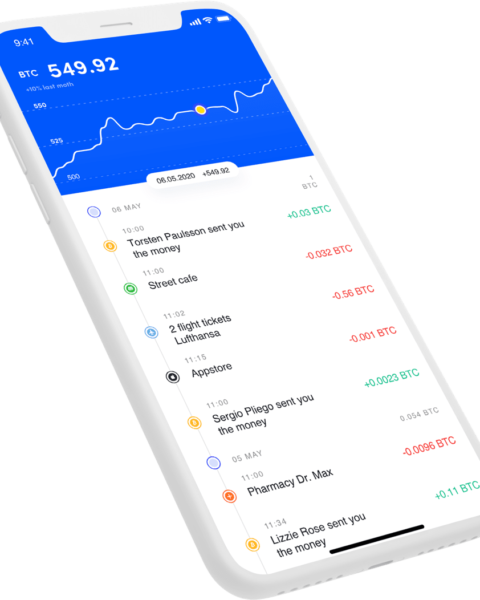 9:41
BTC 549.92
+10% last moth
550
525
500
06.05.2020 +549.92
06 MAY
1
BTC
10:00
Torsten Paulsson sent you
the money
+0.03 BTC
11:00
Street cafe
-0.032 BTC
11:02
2 flight tickets
Lufthansa
-0.56 BTC
11:15
Appstore
-0.001 BTC
11:00
Sergio Pliego sent you
the money
+0.0023 BTC
05 MAY
0.054 BTC
11:00
Pharmacy Dr. Max
-0.0096 BTC
11:34
Lizzie Rose sent you
the money
+0.11 BTC